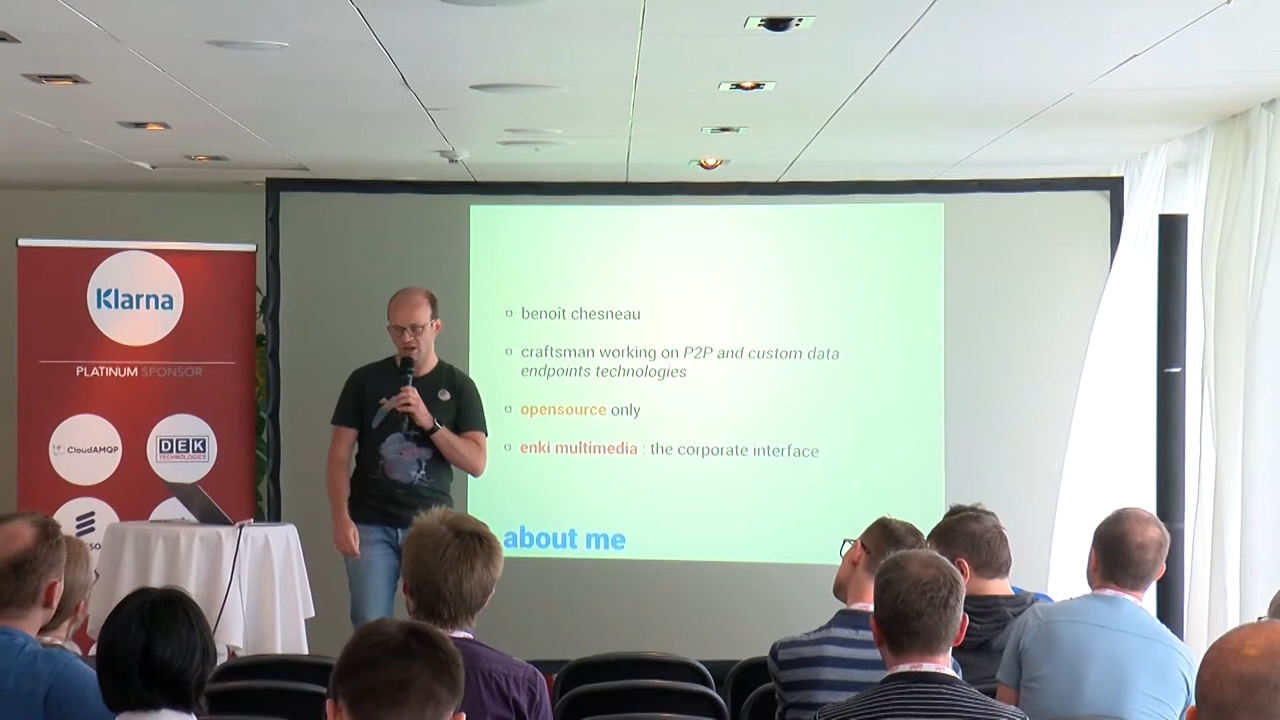 Klarna
PLATINUM SPONSOR
CloudAMQP
DEK
TECHNOLOGIES
benoît chesneau
craftsman working on P2P and custom data
endpoints technologies
opensource only
enki multimedia : the corporate interface
about me